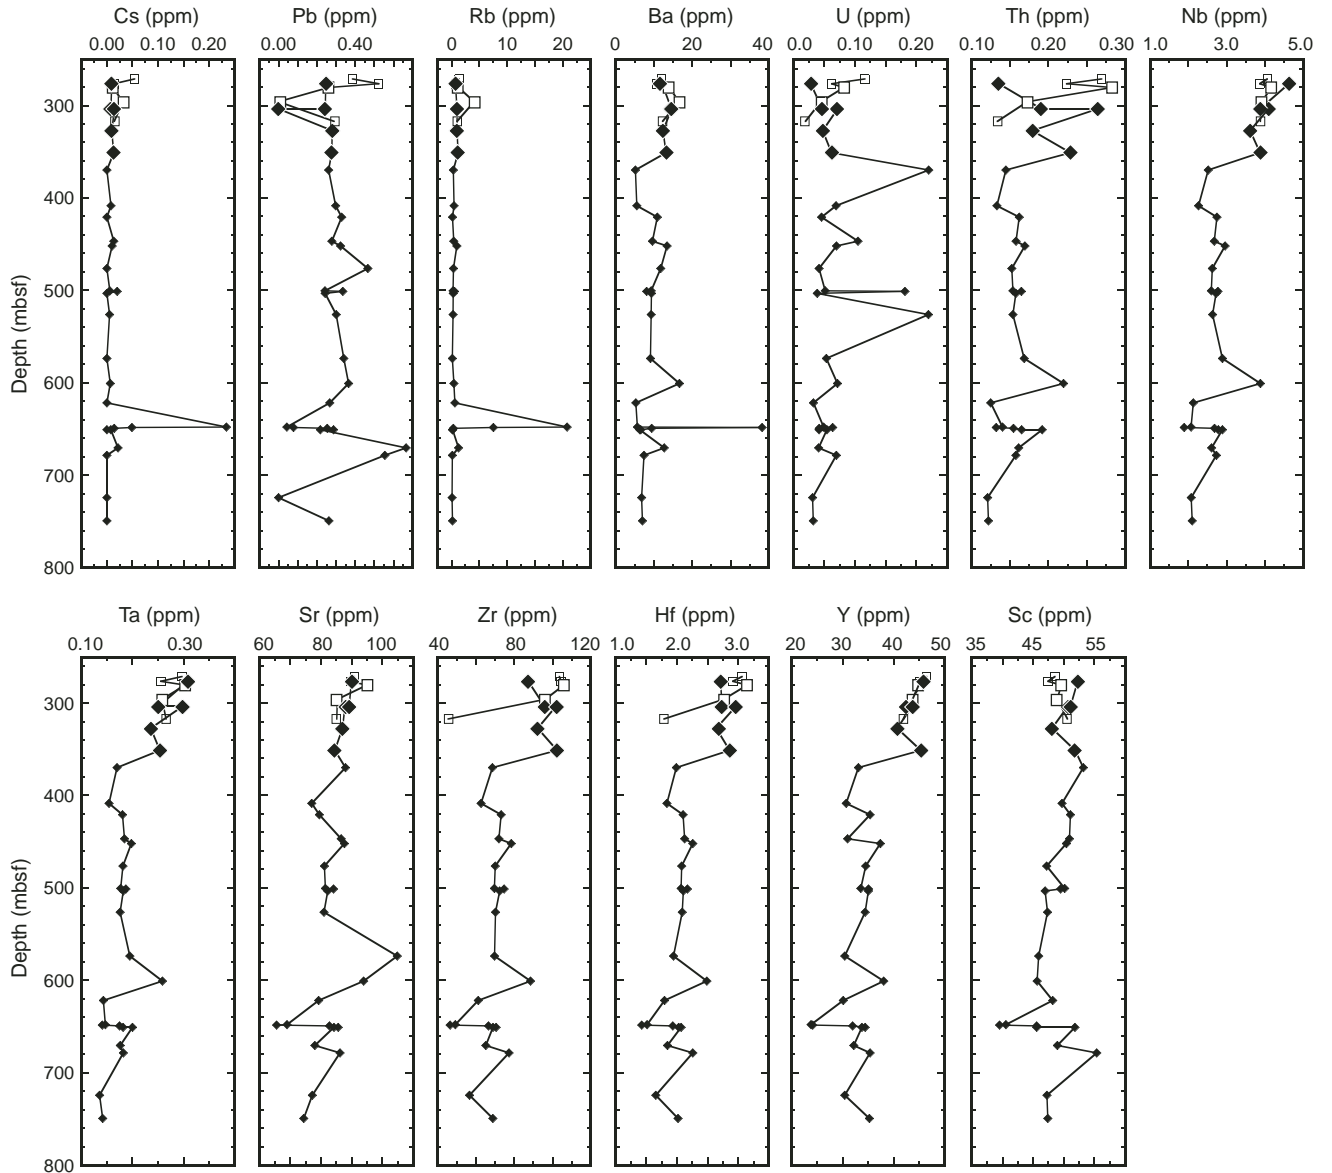 Cs (ppm) Pb (ppm) Rb (ppm) Ba (ppm) U (ppm) Th (ppm) Nb (ppm)
0.00 0.10 0.20 0.00 0.40 0 10 20 0 20 40 0.0 0.10 0.20 0.10 0.20 0.30 1.0 3.0 5.0
300
400
500
600
700
800
Depth (mbsf)
Ta (ppm) Sr (ppm) Zr (ppm) Hf (ppm) Y (ppm) Sc (ppm)
0.10 0.30 60 80 100 40 80 120 1.0 2.0 3.0 20 30 40 50 35 45 55
300
400
500
600
700
800
Depth (mbsf)